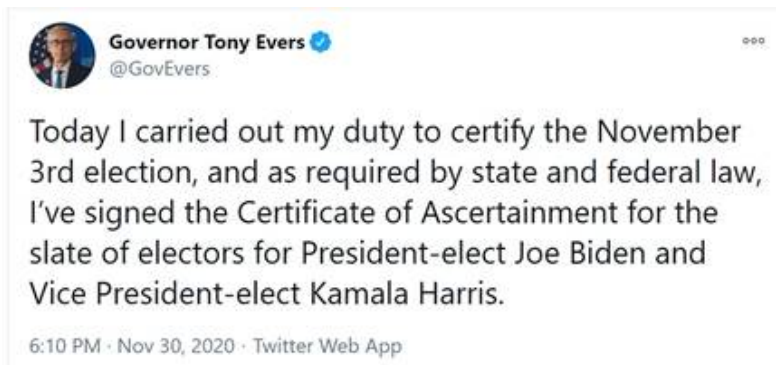 Governor Tony Evers
@GovEvers
Today I carried out my duty to certify the November
3rd election, and as required by state and federal law,
I've signed the Certificate of Ascertainment for the
slate of electors for President-elect Joe Biden and
Vice President-elect Kamala Harris.
6:10 PM · Nov 30, 2020 · Twitter Web App